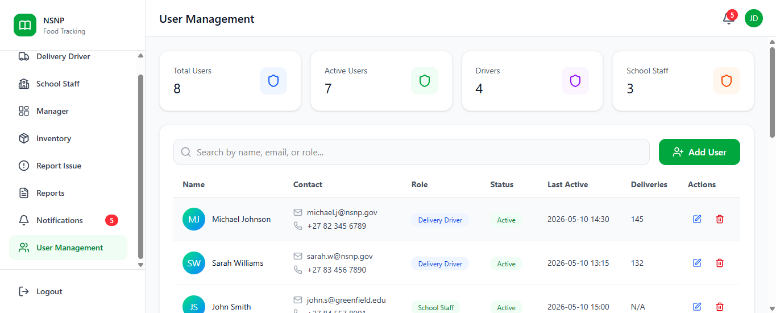 NSNP
Food Tracking
User Management
5
JD
Delivery Driver
School Staff
Manager
Inventory
Report Issue
Reports
Notifications 5
User Management
Logout
Total Users
8
Active Users
7
Drivers
4
School Staff
3
Search by name, email, or role...
Add User
Name Contact Role Status Last Active Deliveries Actions
MJ Michael Johnson michael.j@nsnp.gov +27 82 345 6789 Delivery Driver Active 2026-05-10 14:30 145
SW Sarah Williams sarah.w@nsnp.gov +27 83 456 7890 Delivery Driver Active 2026-05-10 13:15 132
JS John Smith john.s@greenfield.edu School Staff Active 2026-05-10 15:00 N/A